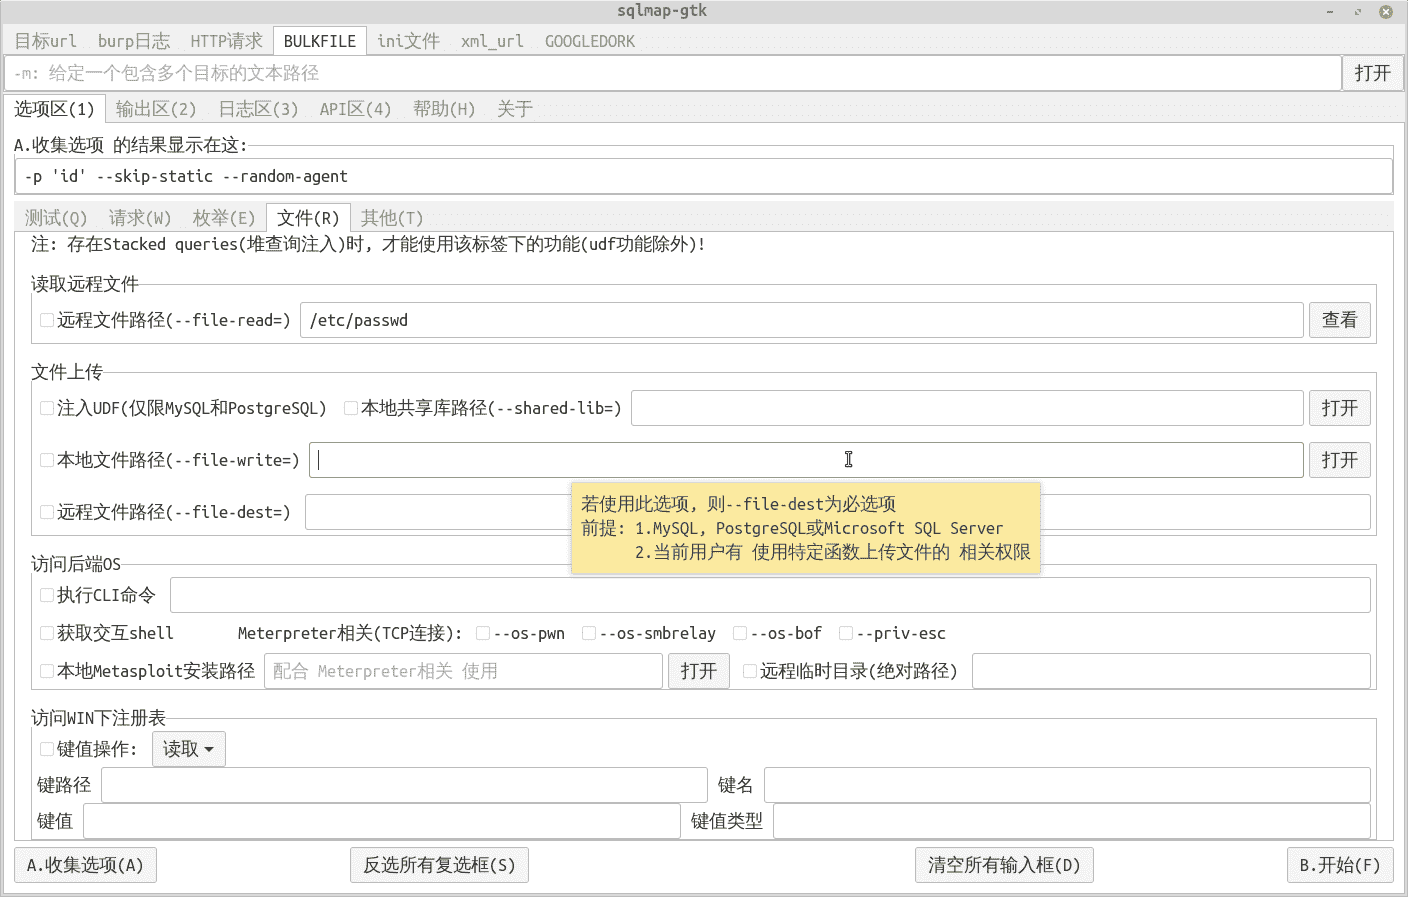 sqlmap-gtk
目标url burp日志 HTTP请求 BULKFILE ini文件 xml_url GOOGLEDORK
-m: 给定一个包含多个目标的文本路径 打开
选项区(1) 输出区(2) 日志区(3) API区(4) 帮助(H) 关于
A.收集选项 的结果显示在这:
-p 'id' --skip-static --random-agent
测试(Q) 请求(W) 枚举(E) 文件(R) 其他(T)
注: 存在Stacked queries(堆查询注入)时, 才能使用该标签下的功能(udf功能除外)!
读取远程文件
远程文件路径(--file-read=) /etc/passwd 查看
文件上传
注入UDF(仅限MySQL和PostgreSQL) 本地共享库路径(--shared-lib=) 打开
本地文件路径(--file-write=) 打开
远程文件路径(--file-dest=)
若使用此选项, 则--file-dest为必选项
前提: 1.MySQL, PostgreSQL或Microsoft SQL Server
2.当前用户有 使用特定函数上传文件的 相关权限
访问后端OS
执行CLI命令
获取交互shell Meterpreter相关(TCP连接): --os-pwn --os-smbrelay --os-bof --priv-esc
本地Metasploit安装路径 配合 Meterpreter相关 使用 打开 远程临时目录(绝对路径)
访问WIN下注册表
键值操作: 读取
键路径 键名
键值 键值类型
A.收集选项(A) 反选所有复选框(S) 清空所有输入框(D) B.开始(F)